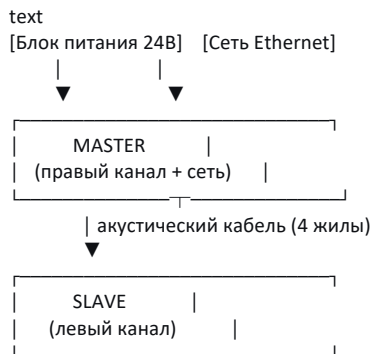 text
[Блок питания 24В] [Сеть Ethernet]
MASTER
(правый канал + сеть)
акустический кабель (4 жилы)
SLAVE
(левый канал)